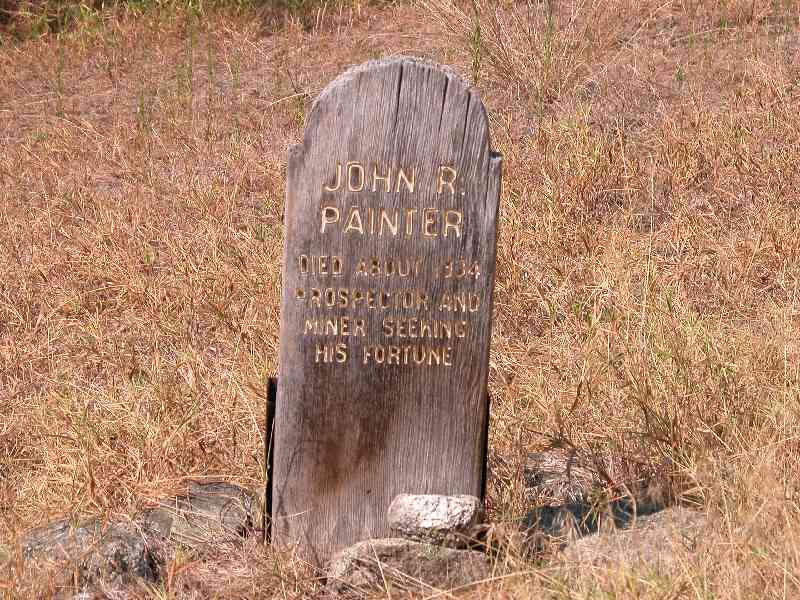 JOHN R.
PAINTER
DIED ABOUT 1934
PROSPECTOR AND
MINER SEEKING
HIS FORTUNE